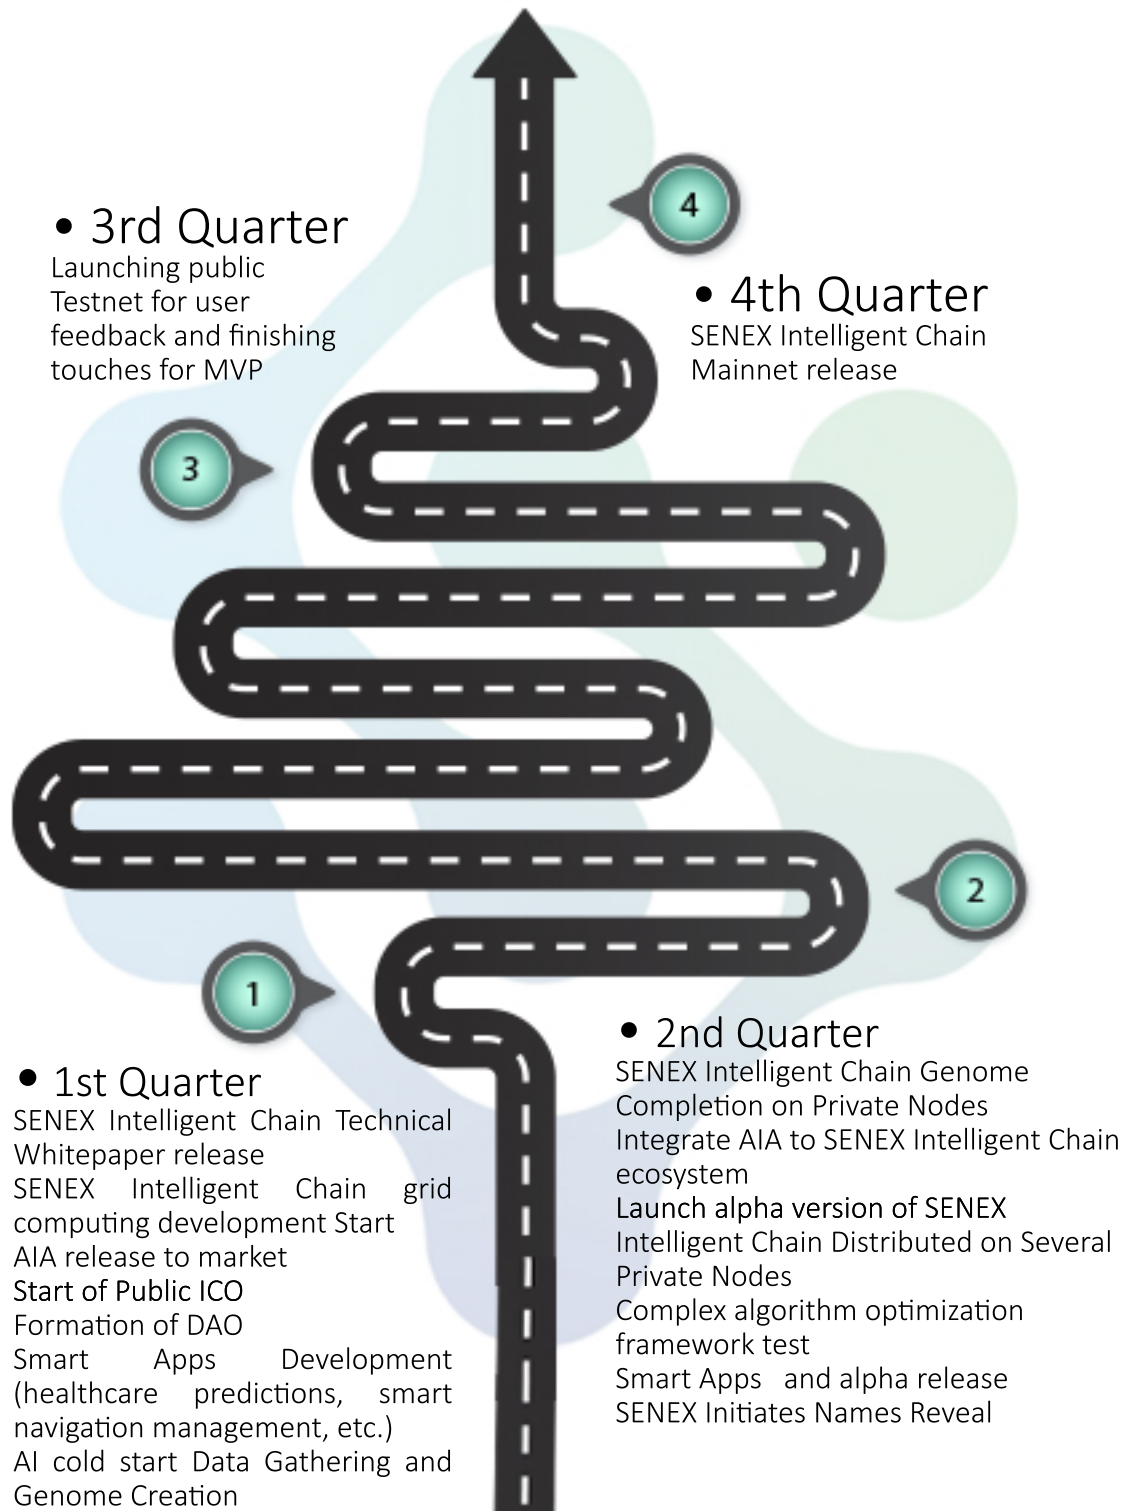 4
• 3rd Quarter
Launching public
Testnet for user
feedback and finishing
touches for MVP
• 4th Quarter
SENEX Intelligent Chain
Mainnet release
3
2
1
• 1st Quarter
SENEX Intelligent Chain Technical
Whitepaper release
SENEX Intelligent Chain grid
computing development Start
AIA release to market
Start of Public ICO
Formation of DAO
Smart Apps Development
(healthcare predictions, smart
navigation management, etc.)
AI cold start Data Gathering and
Genome Creation
• 2nd Quarter
SENEX Intelligent Chain Genome
Completion on Private Nodes
Integrate AIA to SENEX Intelligent Chain
ecosystem
Launch alpha version of SENEX
Intelligent Chain Distributed on Several
Private Nodes
Complex algorithm optimization
framework test
Smart Apps and alpha release
SENEX Initiates Names Reveal